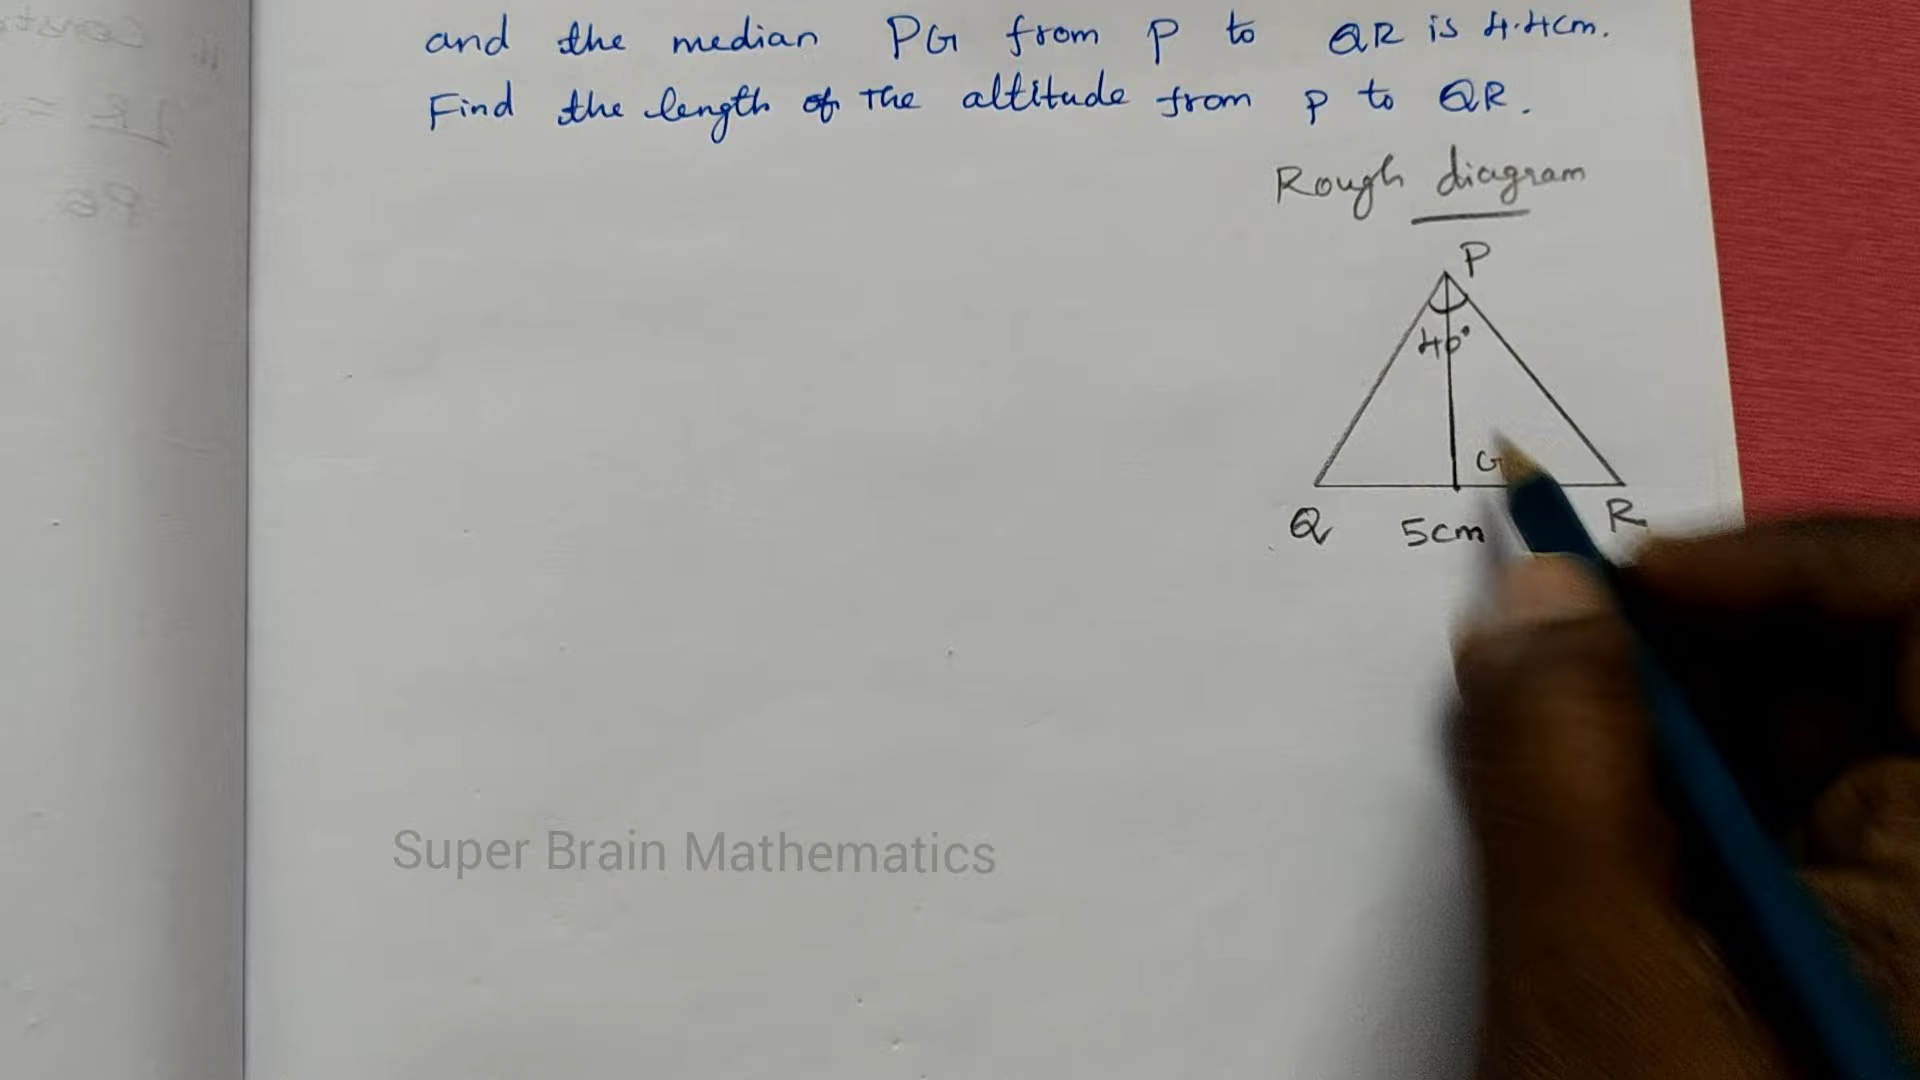 and the median PG from P to QR is 4.4cm.
Find the length of the altitude from P to QR.
Rough diagram
P
40°
G
Q 5cm R
Super Brain Mathematics